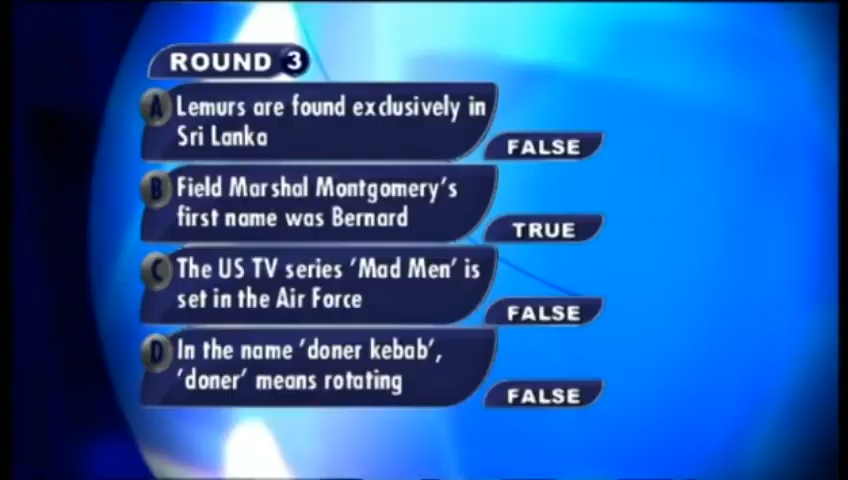 ROUND 3
A Lemurs are found exclusively in
Sri Lanka
FALSE
B Field Marshal Montgomery's
first name was Bernard
TRUE
C The US TV series 'Mad Men' is
set in the Air Force
FALSE
D In the name 'doner kebab',
'doner' means rotating
FALSE